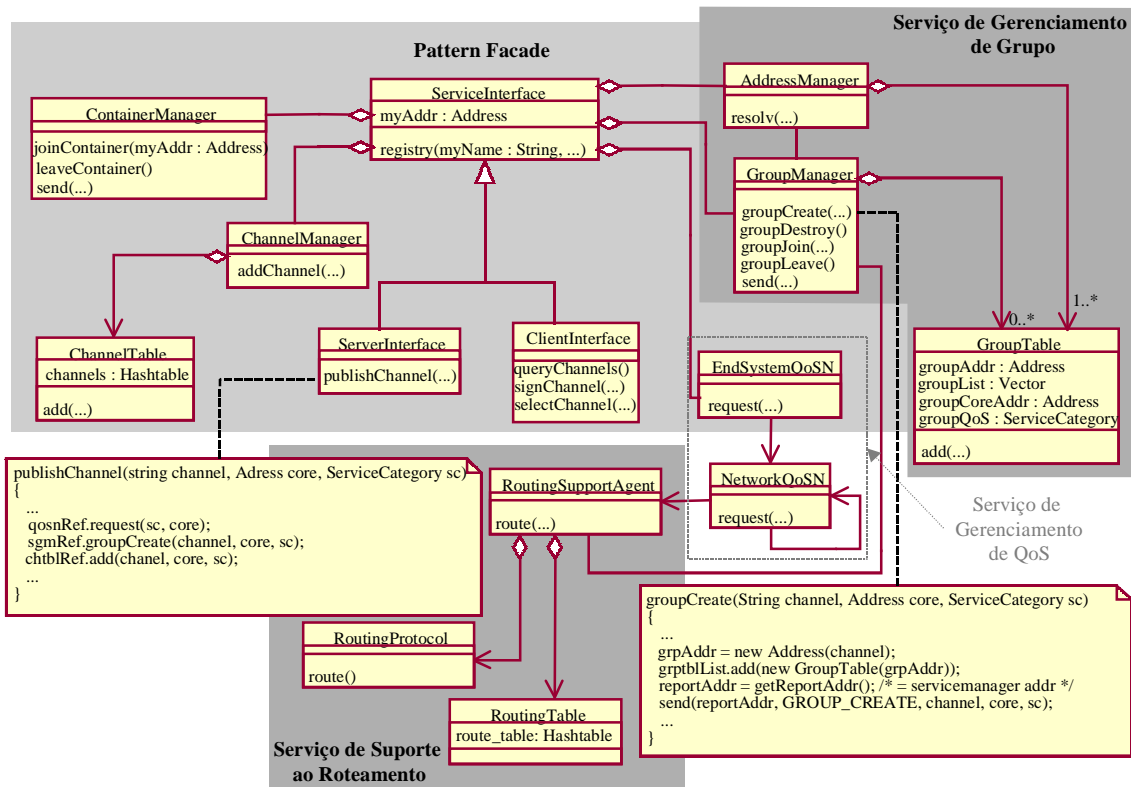 Serviço de Gerenciamento
de Grupo
Pattern Facade
ServiceInterface
myAddr : Address
registry(myName : String, ...)
AddressManager
resolv(...)
ContainerManager
joinContainer(myAddr : Address)
leaveContainer()
send(...)
GroupManager
groupCreate(...)
groupDestroy()
groupJoin(...)
groupLeave()
send(...)
ChannelManager
addChannel(...)
1..*
0..*
ChannelTable
channels : Hashtable
add(...)
ServerInterface
publishChannel(...)
ClientInterface
queryChannels()
signChannel(...)
selectChannel(...)
EndSystemQoSN
request(...)
GroupTable
groupAddr : Address
groupList : Vector
groupCoreAddr : Address
groupQoS : ServiceCategory
add(...)
publishChannel(string channel, Adress core, ServiceCategory sc)
{
...
qosnRef.request(sc, core);
sgmRef.groupCreate(channel, core, sc);
chtblRef.add(chanel, core, sc);
...
}
RoutingSupportAgent
route(...)
NetworkQoSN
request(...)
Serviço de
Gerenciamento
de QoS
groupCreate(String channel, Address core, ServiceCategory sc)
{
...
grpAddr = new Address(channel);
grptblList.add(new GroupTable(grpAddr));
reportAddr = getReportAddr(); /* = servicemanager addr */
send(reportAddr, GROUP_CREATE, channel, core, sc);
...
}
RoutingProtocol
route()
RoutingTable
route_table: Hashtable
Serviço de Suporte
ao Roteamento